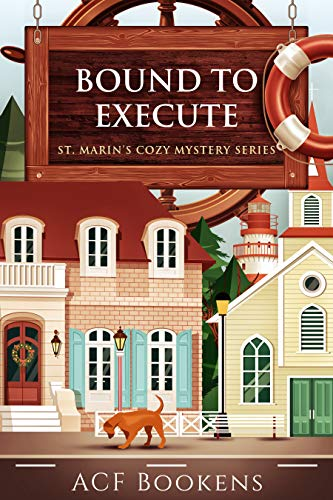 BOUND TO
EXECUTE
ST. MARIN'S COZY MYSTERY SERIES
ACF BOOKENS